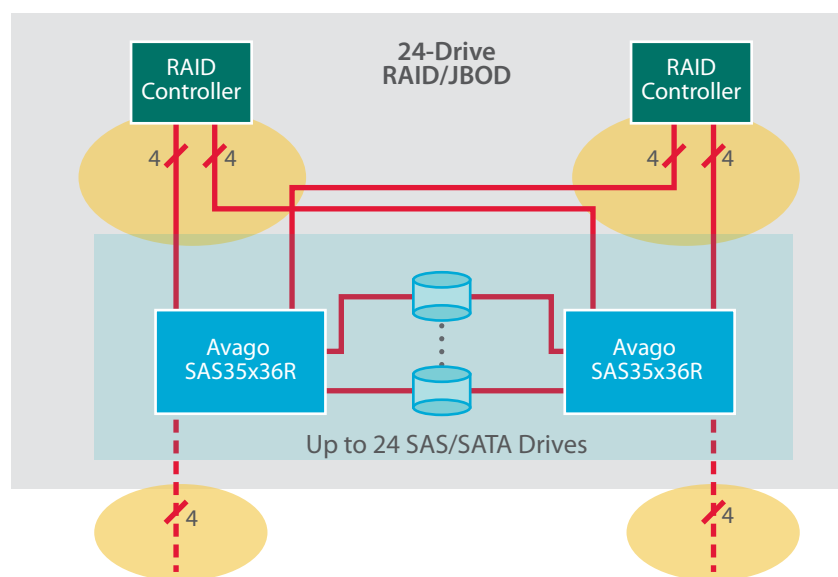 24-Drive
RAID/JBOD
RAID
Controller
RAID
Controller
4
4
4
4
Avago
SAS35x36R
Avago
SAS35x36R
Up to 24 SAS/SATA Drives
4
4